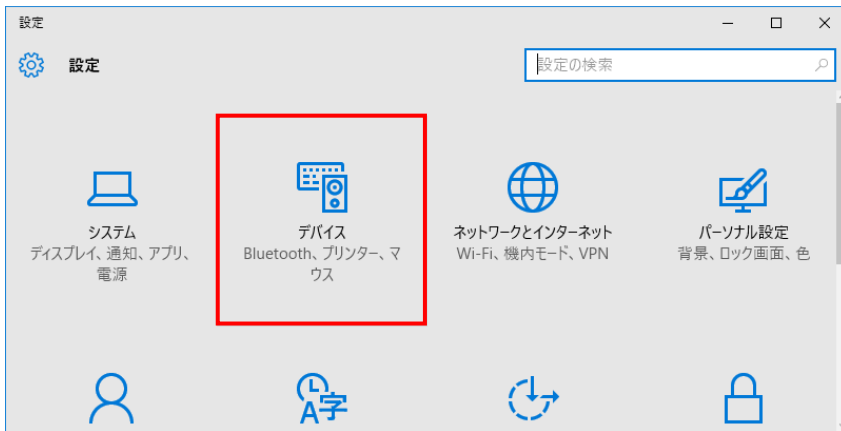 設定
設定
設定の検索
システム
ディスプレイ、通知、アプリ、
電源
デバイス
Bluetooth、プリンター、マ
ウス
ネットワークとインターネット
Wi-Fi、機内モード、VPN
パーソナル設定
背景、ロック画面、色
A字